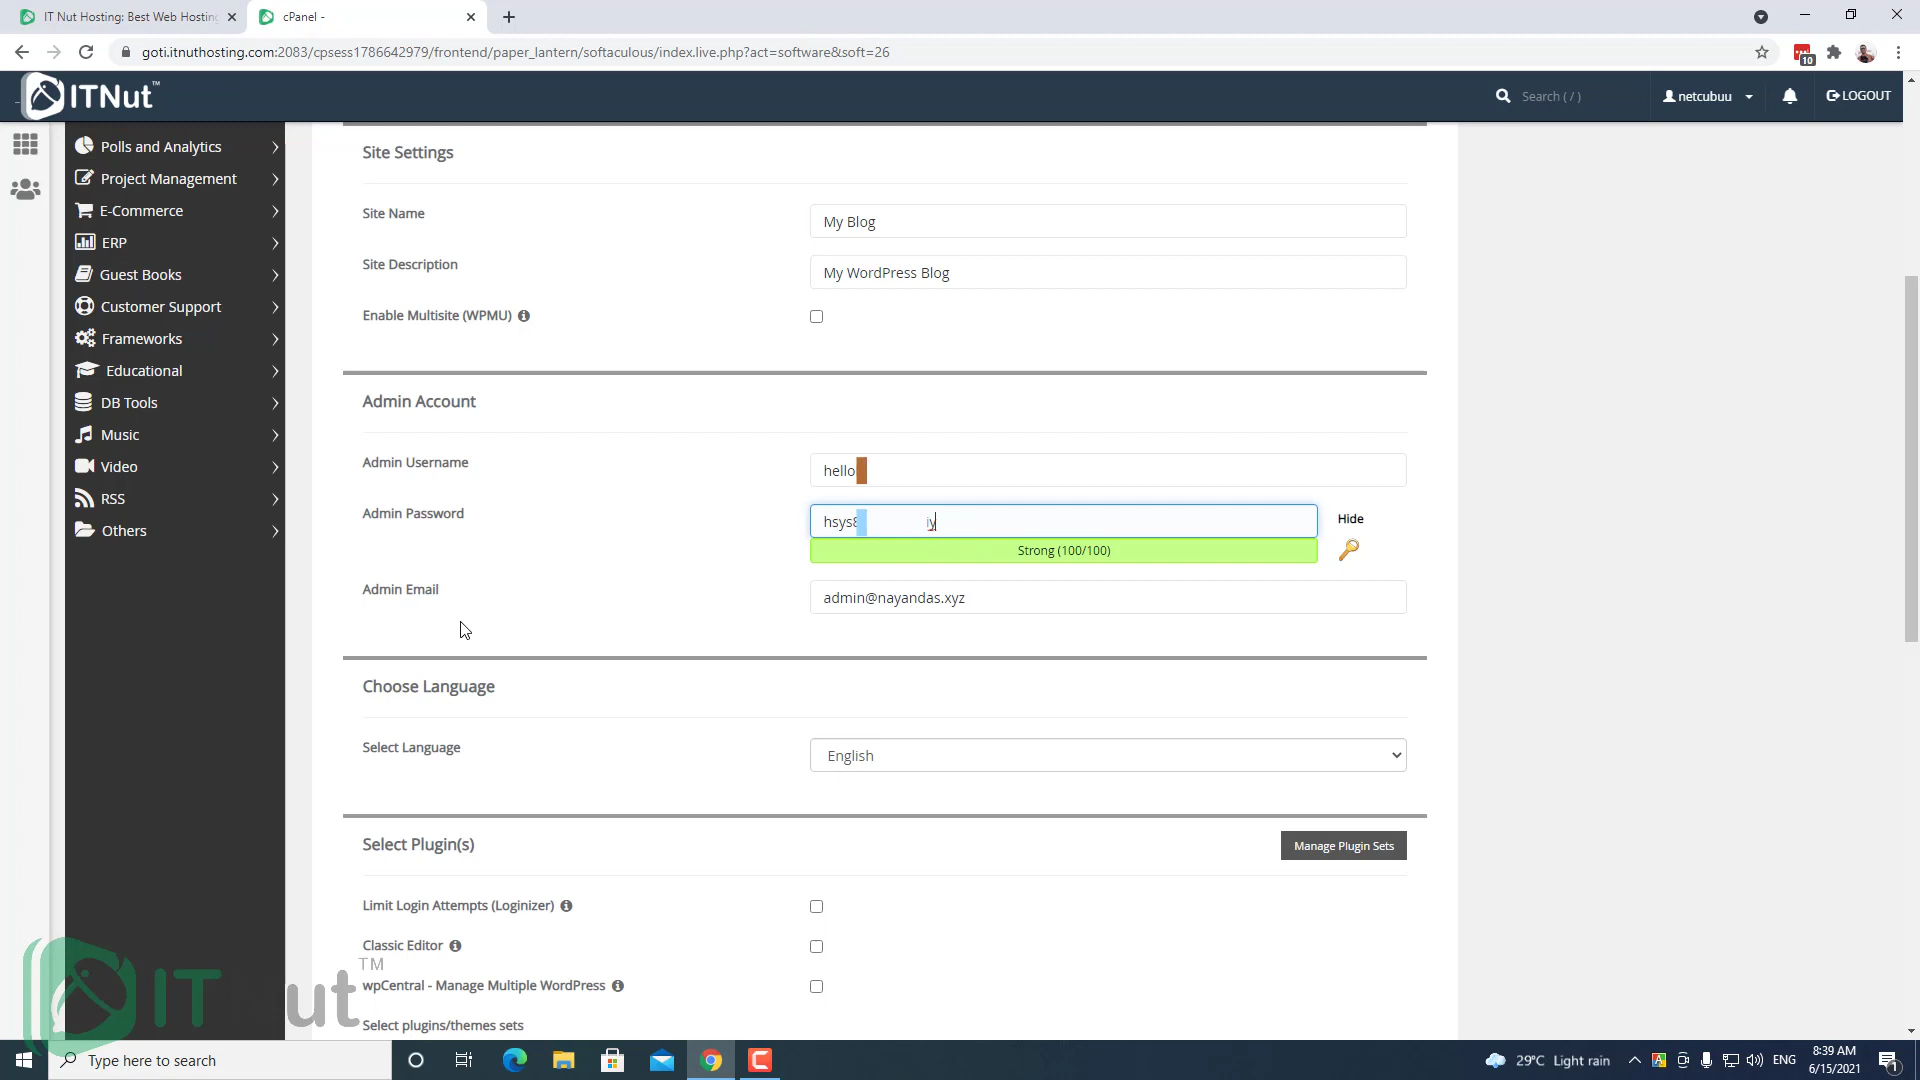 IT Nut Hosting: Best Web Hosting
cPanel -
goti.itnuthosting.com:2083/cpsess1786642979/frontend/paper_lantern/softaculous/index.live.php?act=software&soft=26
10
ITNut™
Search ( / )
netcubuu
LOGOUT
Polls and Analytics
Project Management
E-Commerce
ERP
Guest Books
Customer Support
Frameworks
Educational
DB Tools
Music
Video
RSS
Others
Site Settings
Site Name
My Blog
Site Description
My WordPress Blog
Enable Multisite (WPMU)
Admin Account
Admin Username
hello
Admin Password
Hide
Strong (100/100)
Admin Email
admin@nayandas.xyz
Choose Language
Select Language
English
Select Plugin(s)
Manage Plugin Sets
Limit Login Attempts (Loginizer)
Classic Editor
wpCentral - Manage Multiple WordPress
Select plugins/themes sets
IT Nut™
Type here to search
29°C Light rain
ENG
8:39 AM
6/15/2021
1